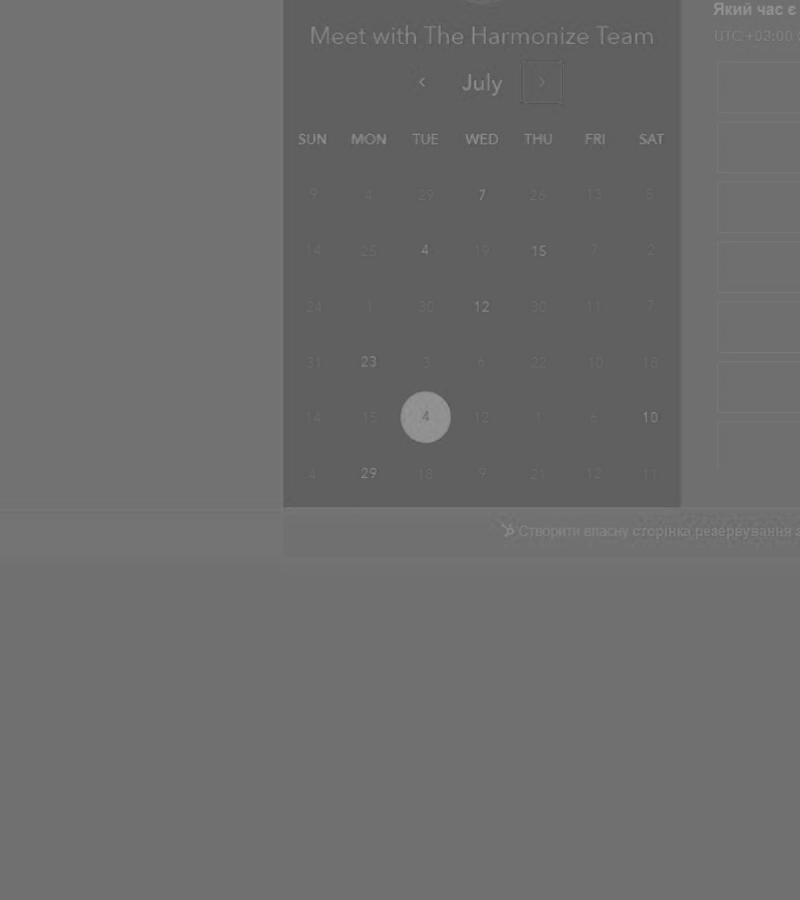 Який час є
Meet with The Harmonize Team
UTC +03:00
July
SUN MON TUE WED THU FRI SAT
9 4 29 7 26 13 5
14 25 4 19 15 7 2
24 1 30 12 30 11 7
31 23 3 6 22 10 18
14 15 4 12 1 6 10
4 29 18 9 21 12 11
Створити власну сторінка резервування з